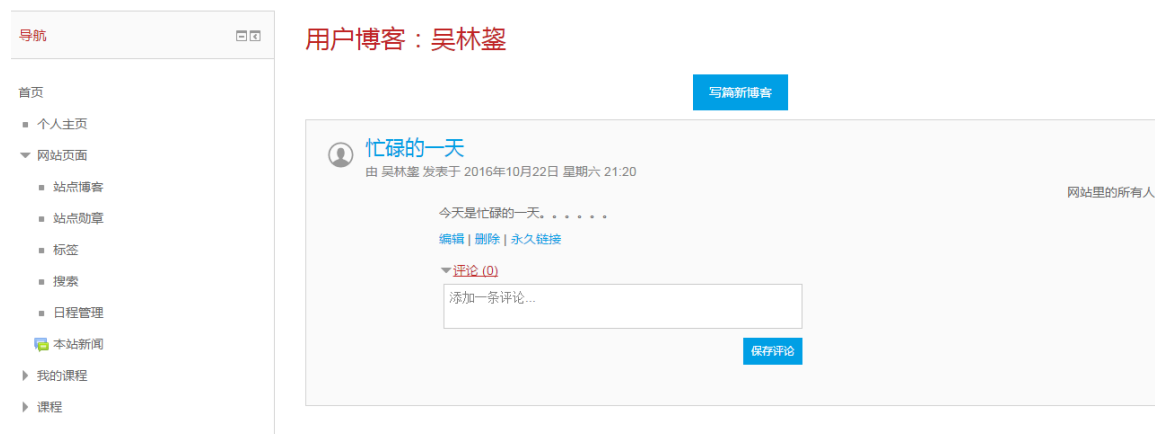 导航
首页
个人主页
网站页面
站点博客
站点勋章
标签
搜索
日程管理
本站新闻
我的课程
课程
用户博客：吴林鋆
写篇新博客
忙碌的一天
由 吴林鋆 发表于 2016年10月22日 星期六 21:20
网站里的所有人
今天是忙碌的一天。。。。。。
编辑 | 删除 | 永久链接
评论 (0)
添加一条评论...
保存评论